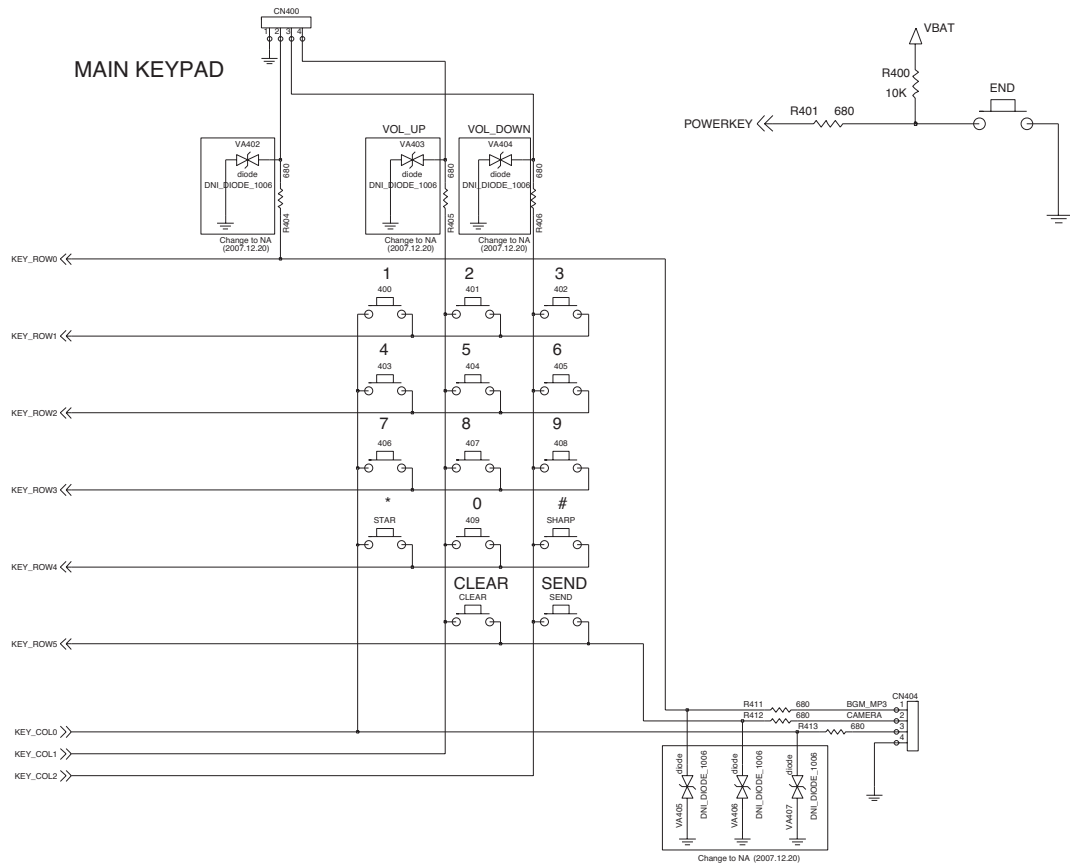 CN400
1 2 3 4
MAIN KEYPAD
VBAT
R400
10K
END
R401 680
POWERKEY
VOL_UP
VOL_DOWN
VA402
diode
DNI_DIODE_1006
680
R404
Change to NA
(2007.12.20)
VA403
diode
DNI_DIODE_1006
680
R405
Change to NA
(2007.12.20)
VA404
diode
DNI_DIODE_1006
680
R406
Change to NA
(2007.12.20)
KEY_ROW0
1 2 3
400 401 402
KEY_ROW1
4 5 6
403 404 405
KEY_ROW2
7 8 9
406 407 408
KEY_ROW3
* 0 #
STAR 409 SHARP
KEY_ROW4
CLEAR SEND
CLEAR SEND
KEY_ROW5
CN404
R411 680 BGM_MP3 1
R412 680 CAMERA 2
KEY_COL0
R413 680 3
4
KEY_COL1
KEY_COL2
diode
VA405
DNI_DIODE_1006
diode
VA406
DNI_DIODE_1006
diode
VA407
DNI_DIODE_1006
Change to NA (2007.12.20)